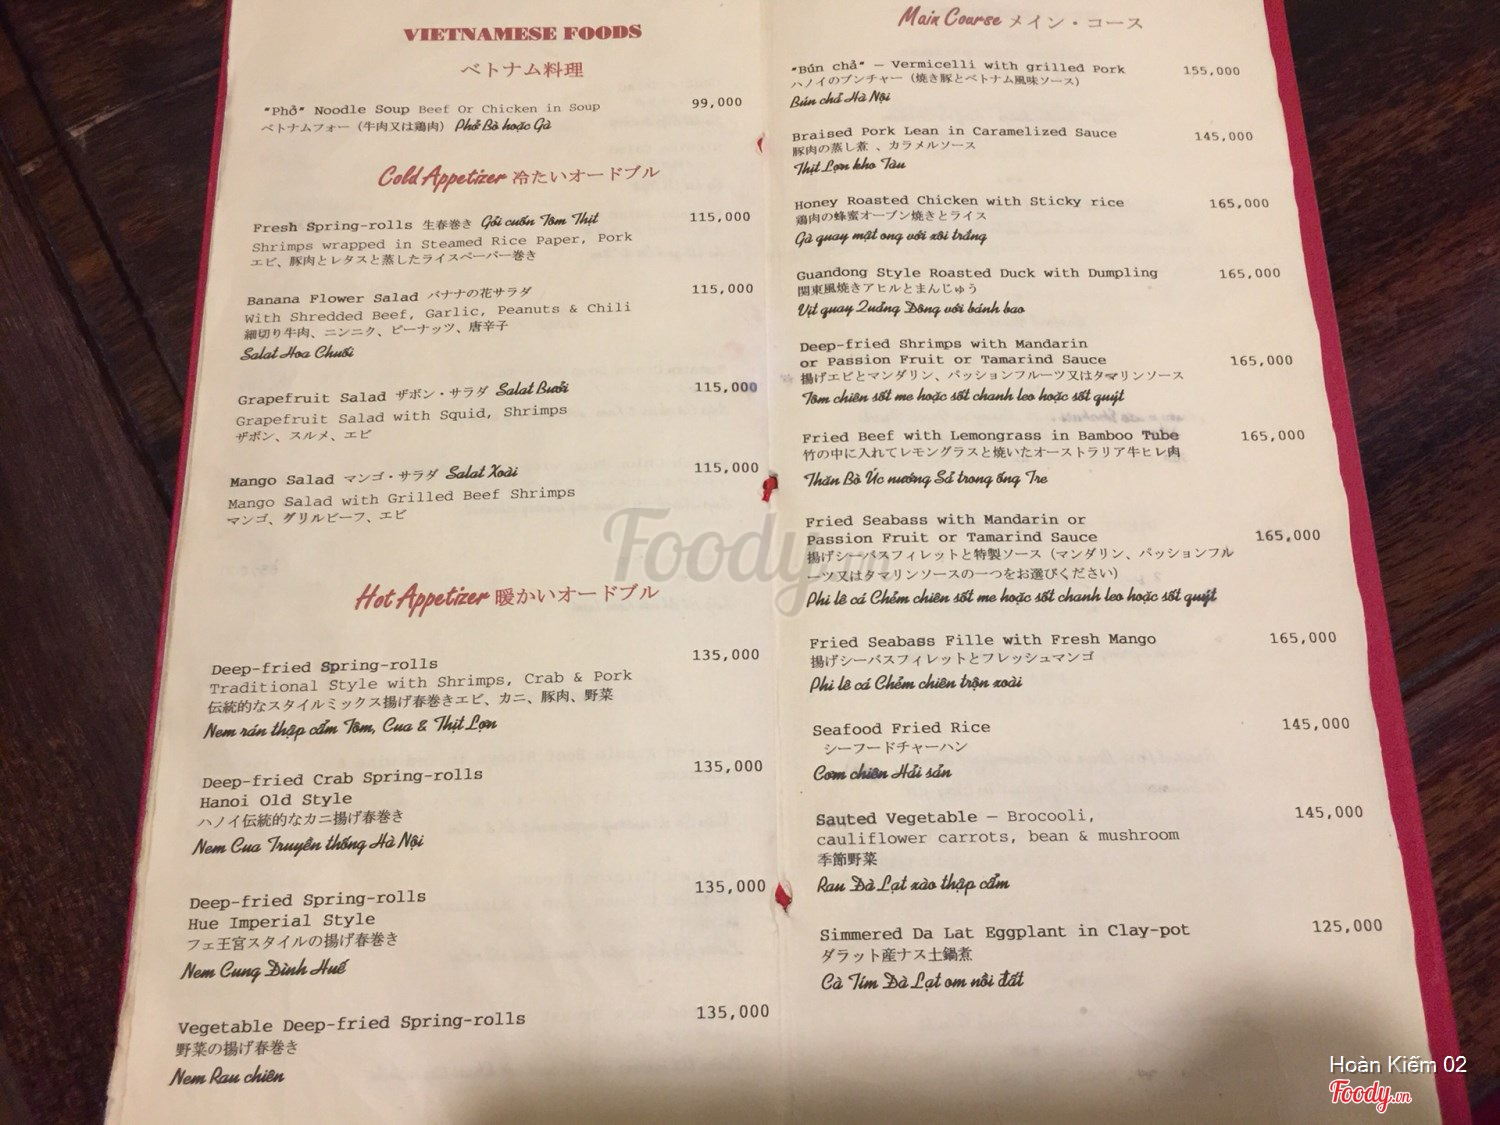 VIETNAMESE FOODS
ベトナム料理
"Phở" Noodle Soup Beef Or Chicken in Soup 99,000
ベトナムフォー（牛肉又は鶏肉） Phở Bò hoặc Gà
Cold Appetizer 冷たいオードブル
Fresh Spring-rolls 生春巻き Gỏi cuốn Tôm Thịt 115,000
Shrimps wrapped in Steamed Rice Paper, Pork
エビ、豚肉とレタスと蒸したライスペーパー巻き
Banana Flower Salad バナナの花サラダ 115,000
With Shredded Beef, Garlic, Peanuts & Chili
細切り牛肉、ニンニク、ピーナッツ、唐辛子
Salat Hoa Chuối
Grapefruit Salad ザボン・サラダ Salat Bưởi 115,000
Grapefruit Salad with Squid, Shrimps
ザボン、スルメ、エビ
Mango Salad マンゴ・サラダ Salat Xoài 115,000
Mango Salad with Grilled Beef Shrimps
マンゴ、グリルビーフ、エビ
Hot Appetizer 暖かいオードブル
Deep-fried Spring-rolls 135,000
Traditional Style with Shrimps, Crab & Pork
伝統的なスタイルミックス揚げ春巻きエビ、カニ、豚肉、野菜
Nem rán thập cẩm Tôm, Cua & Thịt Lợn
Deep-fried Crab Spring-rolls 135,000
Hanoi Old Style
ハノイ伝統的なカニ揚げ春巻き
Nem Cua Truyền thống Hà Nội
Deep-fried Spring-rolls 135,000
Hue Imperial Style
フェ王宮スタイルの揚げ春巻き
Nem Cung Đình Huế
Vegetable Deep-fried Spring-rolls 135,000
野菜の揚げ春巻き
Nem Rau chiên
Main Course メイン・コース
"Bún chả" – Vermicelli with grilled Pork 155,000
ハノイのブンチャー（焼き豚とベトナム風味ソース）
Bún chả Hà Nội
Braised Pork Lean in Caramelized Sauce 145,000
豚肉の蒸し煮 、カラメルソース
Thịt Lợn kho Tàu
Honey Roasted Chicken with Sticky rice 165,000
鶏肉の蜂蜜オーブン焼きとライス
Gà quay mật ong với xôi trắng
Guandong Style Roasted Duck with Dumpling 165,000
関東風焼きアヒルとまんじゅう
Vịt quay Quảng Đông với bánh bao
Deep-fried Shrimps with Mandarin
or Passion Fruit or Tamarind Sauce 165,000
揚げエビとマンダリン、パッションフルーツ又はタマリンソース
Tôm chiên sốt me hoặc sốt chanh leo hoặc sốt quýt
Fried Beef with Lemongrass in Bamboo Tube 165,000
竹の中に入れてレモングラスと焼いたオーストラリア牛ヒレ肉
Thăn Bò Úc nướng Sả trong ống Tre
Fried Seabass with Mandarin or
Passion Fruit or Tamarind Sauce 165,000
揚げシーバスフィレットと特製ソース（マンダリン、パッションフル
ーツ又はタマリンソースの一つをお選びください）
Phi lê cá Chẽm chiên sốt me hoặc sốt chanh leo hoặc sốt quýt
Fried Seabass Fille with Fresh Mango 165,000
揚げシーバスフィレットとフレッシュマンゴ
Phi lê cá Chẽm chiên trộn xoài
Seafood Fried Rice 145,000
シーフードチャーハン
Cơm chiên Hải sản
Sauted Vegetable – Brocooli, 145,000
cauliflower carrots, bean & mushroom
季節野菜
Rau Đà Lạt xào thập cẩm
Simmered Da Lat Eggplant in Clay-pot 125,000
ダラット産ナス土鍋煮
Cà Tím Đà Lạt om nồi đất
Foody.vn
Hoàn Kiếm 02
Foody.vn